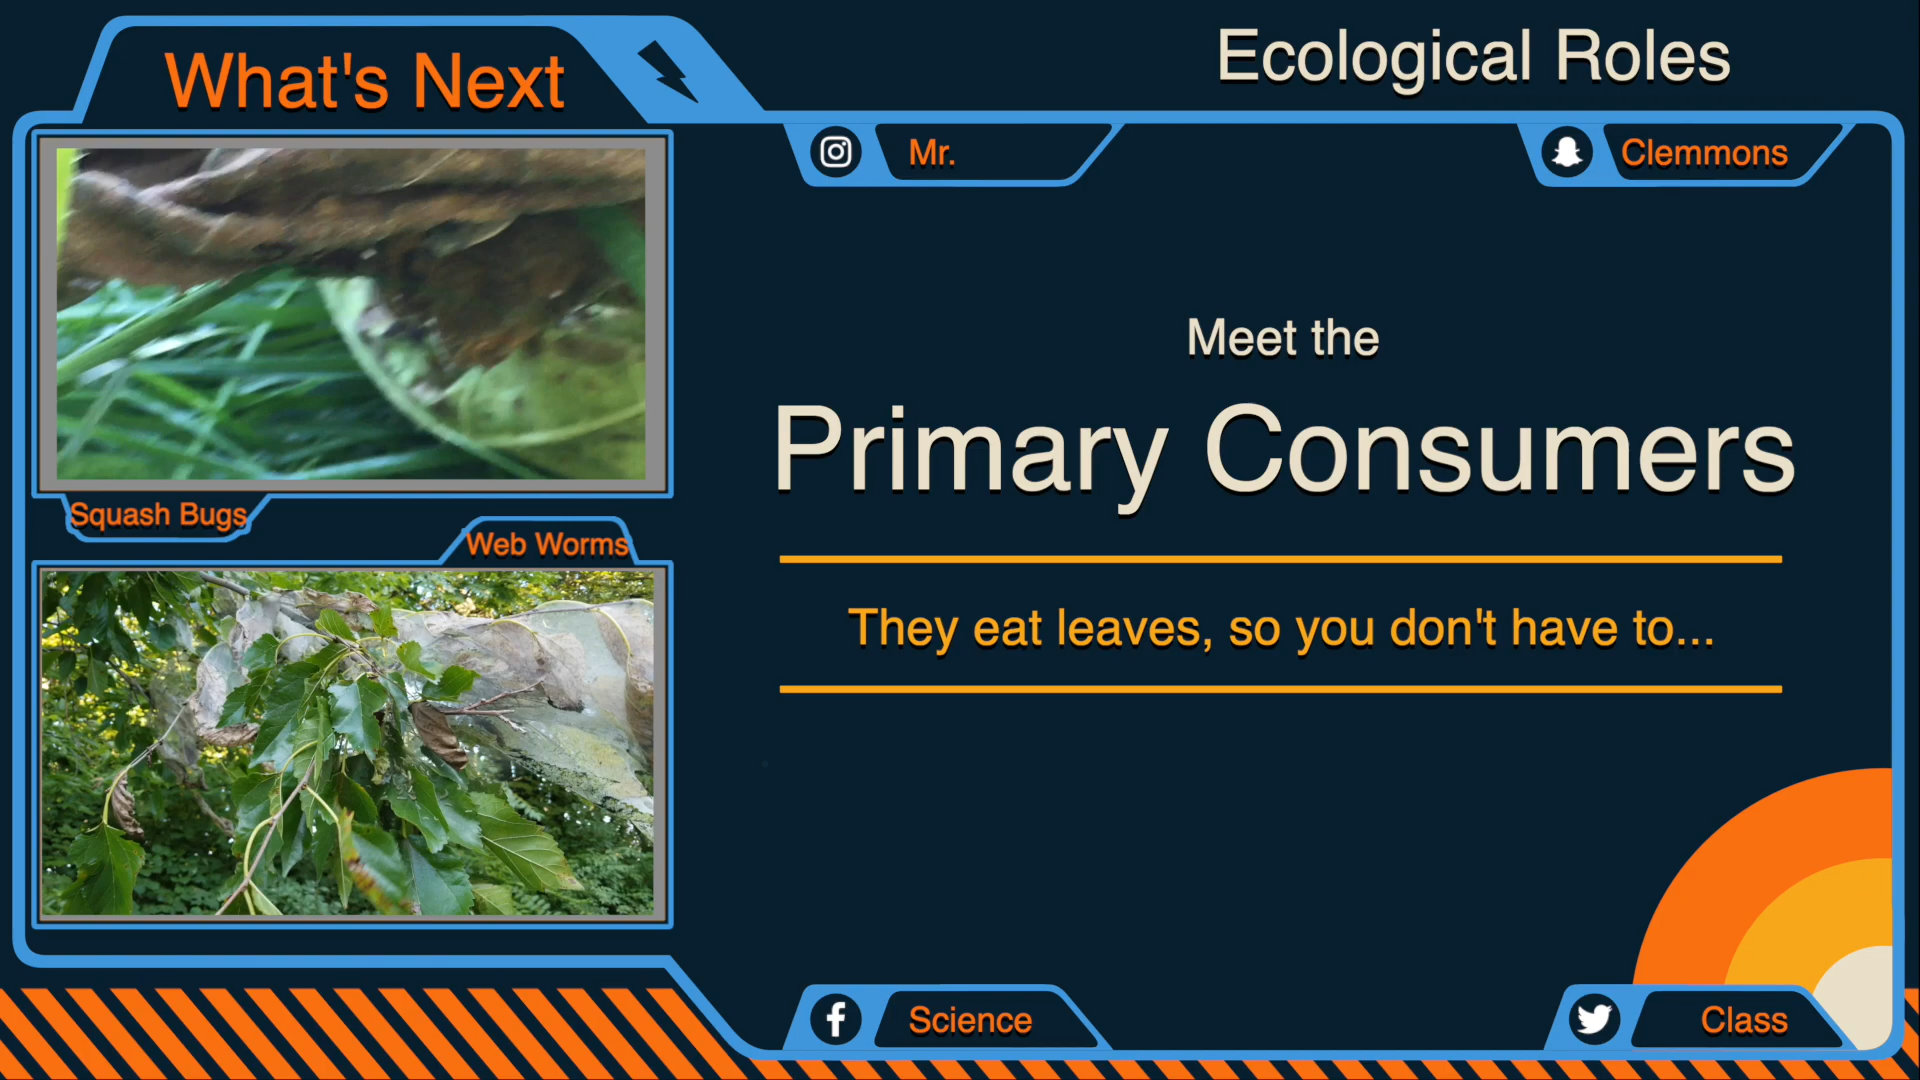 What's Next
Ecological Roles
Mr.
Clemmons
Squash Bugs
Web Worms
Meet the
Primary Consumers
They eat leaves, so you don't have to...
Science
Class